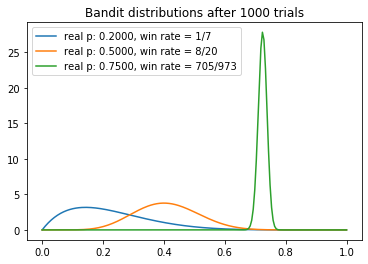 Bandit distributions after 1000 trials
real p: 0.2000, win rate = 1/7
real p: 0.5000, win rate = 8/20
real p: 0.7500, win rate = 705/973
25
20
15
10
5
0
0.0 0.2 0.4 0.6 0.8 1.0